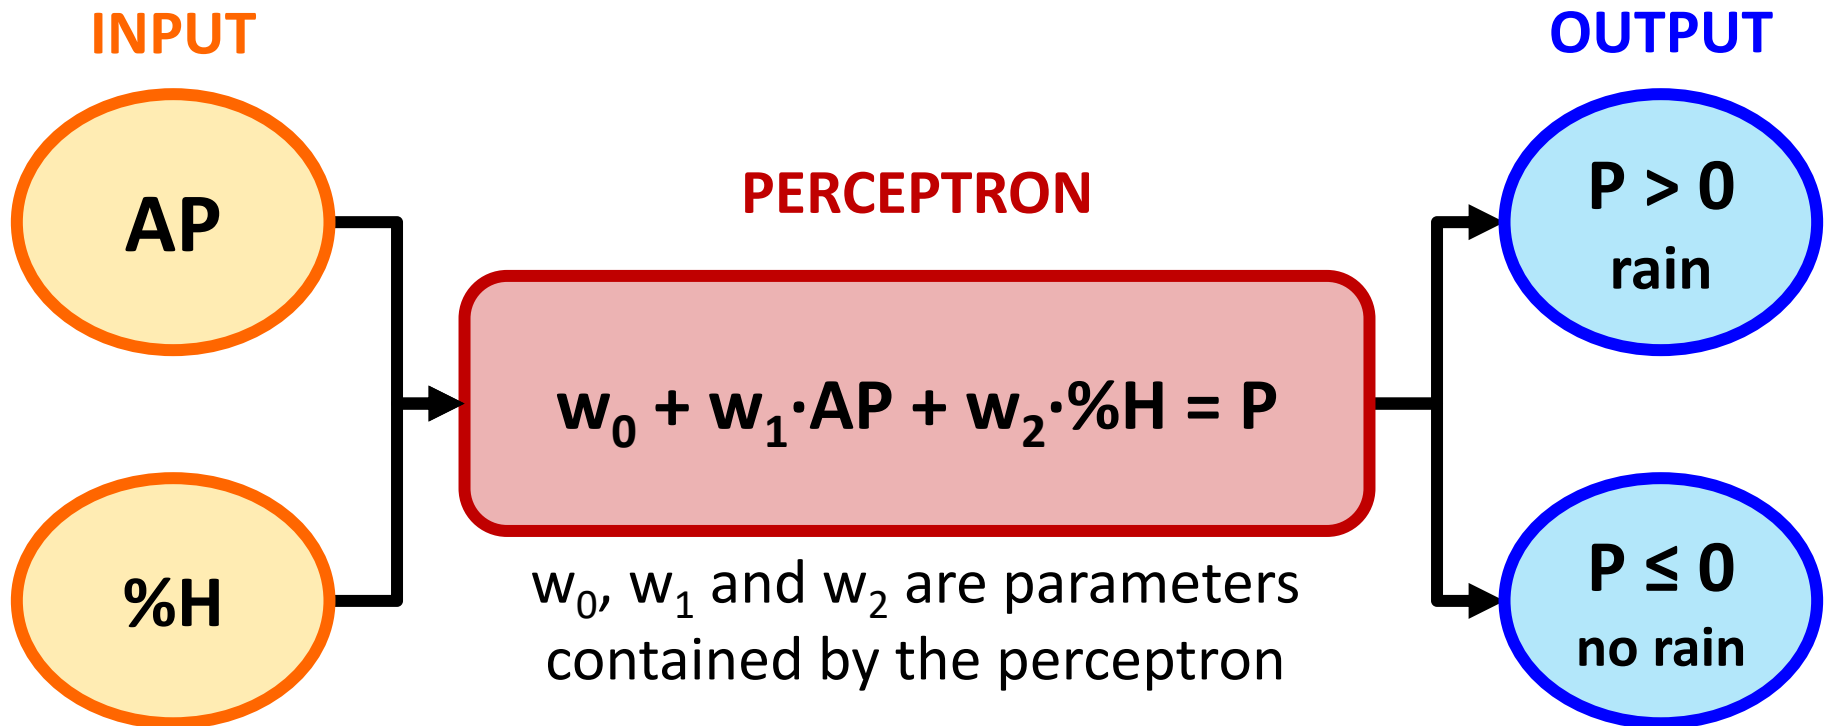 INPUT
OUTPUT
AP
%H
PERCEPTRON
w₀ + w₁·AP + w₂·%H = P
w₀, w₁ and w₂ are parameters
contained by the perceptron
P > 0
rain
P ≤ 0
no rain